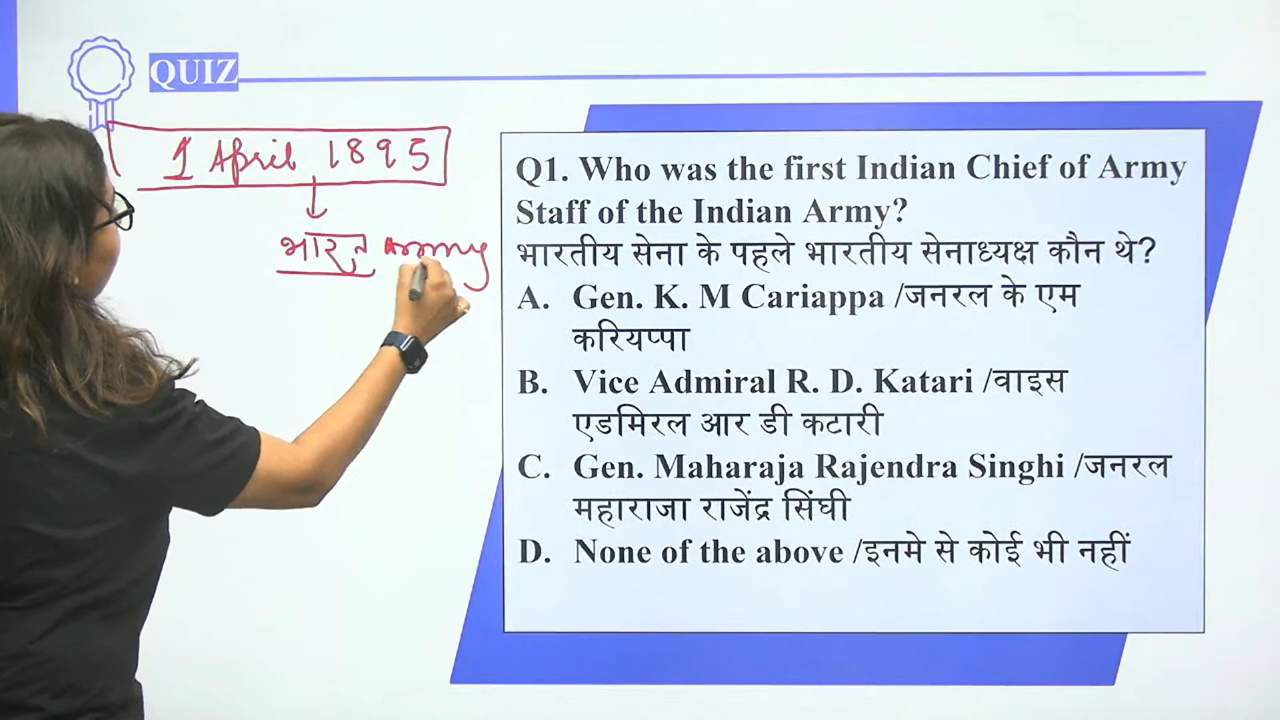 QUIZ
1 April 1895
भारत Army
Q1. Who was the first Indian Chief of Army
Staff of the Indian Army?
भारतीय सेना के पहले भारतीय सेनाध्यक्ष कौन थे?
A. Gen. K. M Cariappa /जनरल के एम
करियप्पा
B. Vice Admiral R. D. Katari /वाइस
एडमिरल आर डी कटारी
C. Gen. Maharaja Rajendra Singhi /जनरल
महाराजा राजेंद्र सिंघी
D. None of the above /इनमे से कोई भी नहीं